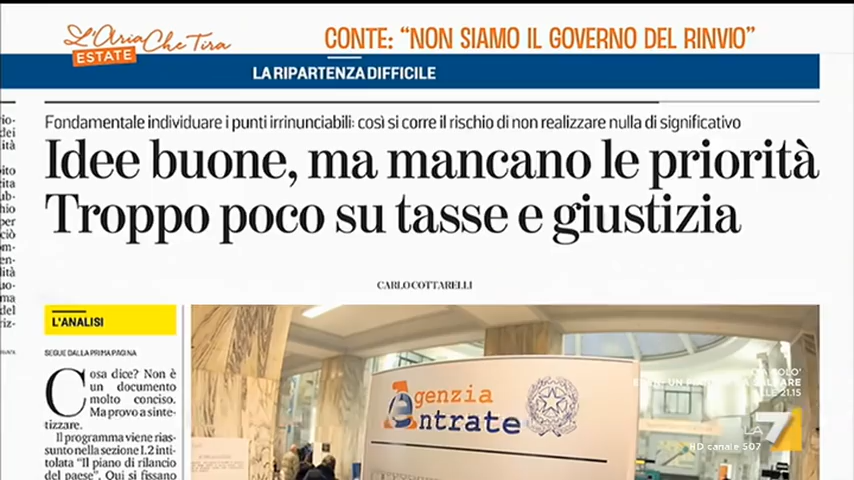 L'Aria Che Tira
ESTATE
CONTE: “NON SIAMO IL GOVERNO DEL RINVIO”
LA RIPARTENZA DIFFICILE
Fondamentale individuare i punti irrinunciabili: così si corre il rischio di non realizzare nulla di significativo
Idee buone, ma mancano le priorità
Troppo poco su tasse e giustizia
CARLO COTTARELLI
L'ANALISI
SEGUE DALLA PRIMA PAGINA
Cosa dice? Non è
un documento
molto conciso.
Ma provo a sinte-
tizzare.
Il programma viene rias-
sunto nella sezione I.2 inti-
tolata “Il piano di rilancio
del paese”. Qui si fissano
Agenzia
Entrate
LA7
HD canale 507